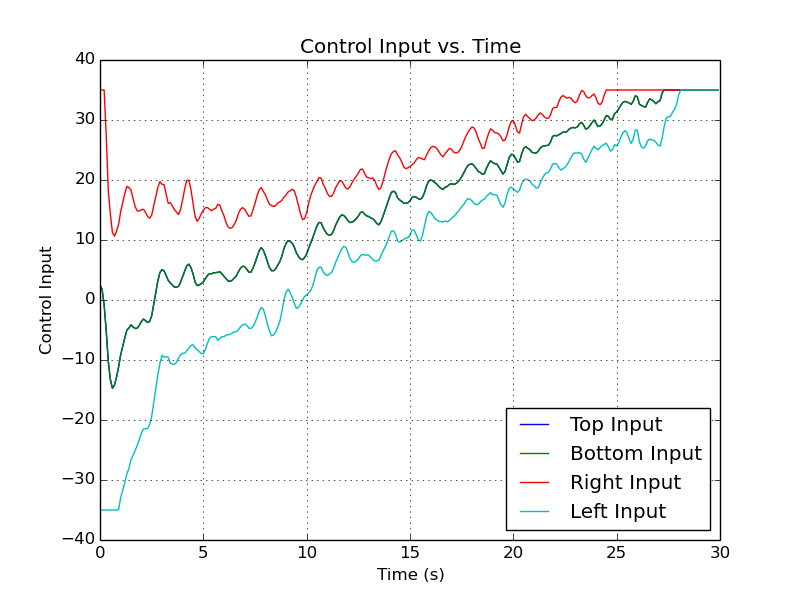 Control Input vs. Time
40
30
20
10
0
−10
−20
−30
−40
Control Input
0
5
10
15
20
25
30
Time (s)
Top Input
Bottom Input
Right Input
Left Input